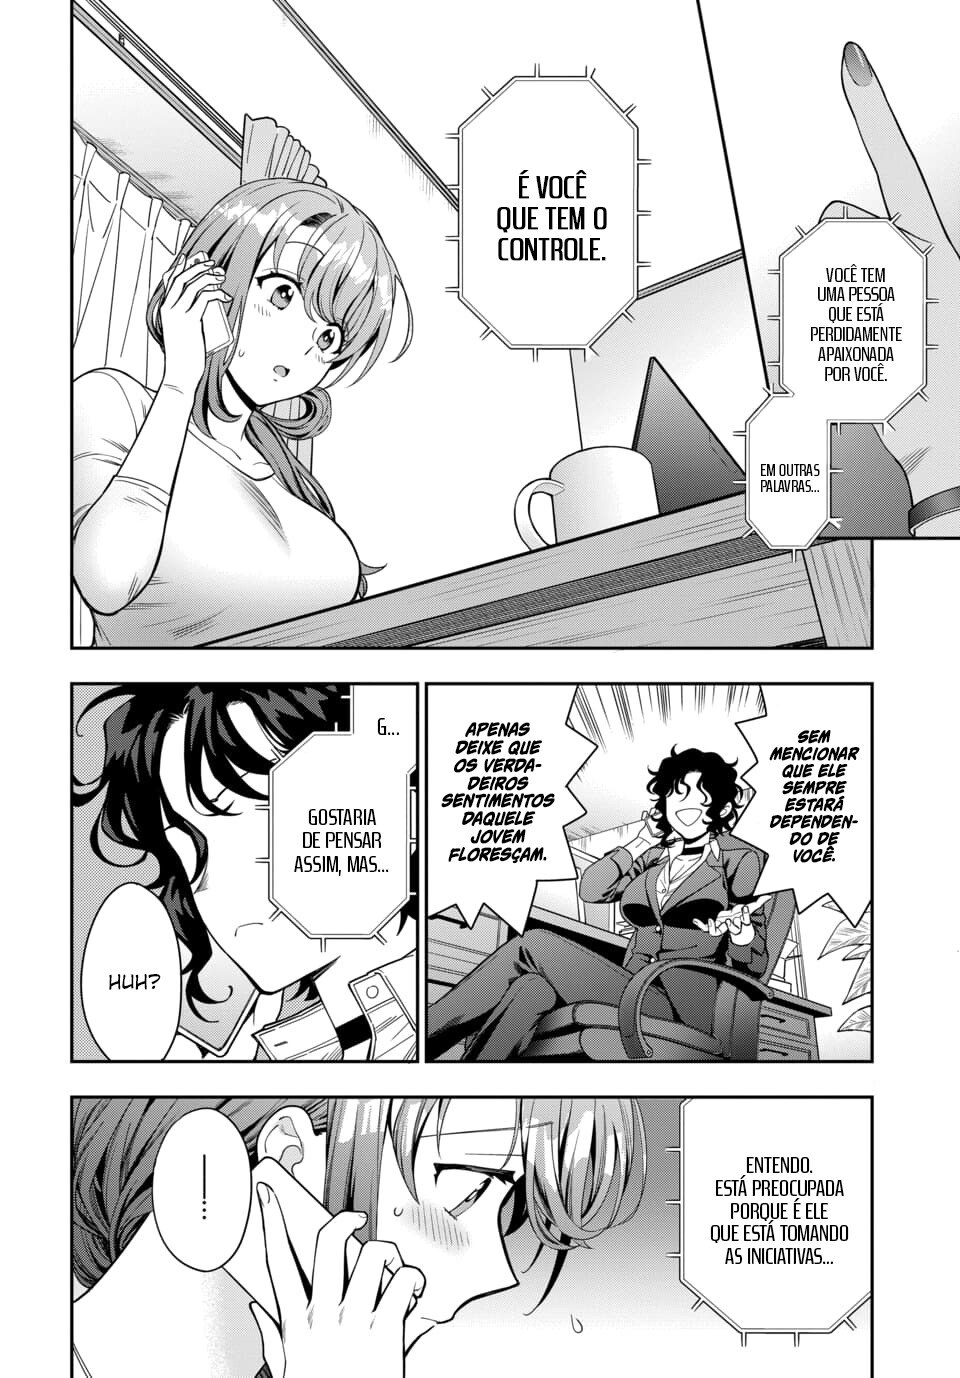 VOCÊ TEM
UMA PESSOA
QUE ESTÁ
PERDIDAMENTE
APAIXONADA
POR VOCÊ.
EM OUTRAS
PALAVRAS...
É VOCÊ
QUE TEM O
CONTROLE.
SEM
MENCIONAR
QUE ELE
SEMPRE
ESTARÁ
DEPENDEN-
DO DE
VOCÊ.
APENAS
DEIXE QUE
OS VERDA-
DEIROS
SENTIMENTOS
DAQUELE
JOVEM
FLORESÇAM.
G...
GOSTARIA
DE PENSAR
ASSIM, MAS...
HUH?
ENTENDO.
ESTÁ PREOCUPADA
PORQUE É ELE
QUE ESTÁ TOMANDO
AS INICIATIVAS...
......